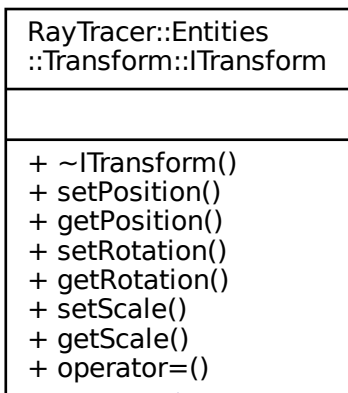 RayTracer::Entities
::Transform::ITransform
+ ~ITransform()
+ setPosition()
+ getPosition()
+ setRotation()
+ getRotation()
+ setScale()
+ getScale()
+ operator=()